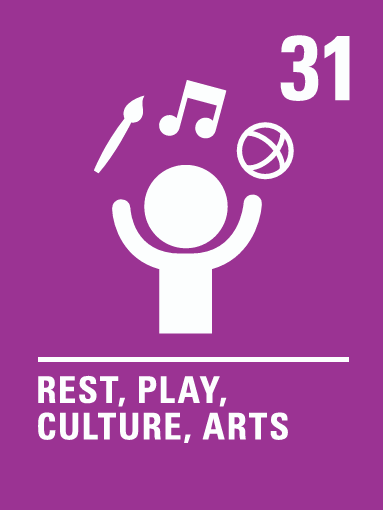 31
REST, PLAY,
CULTURE, ARTS